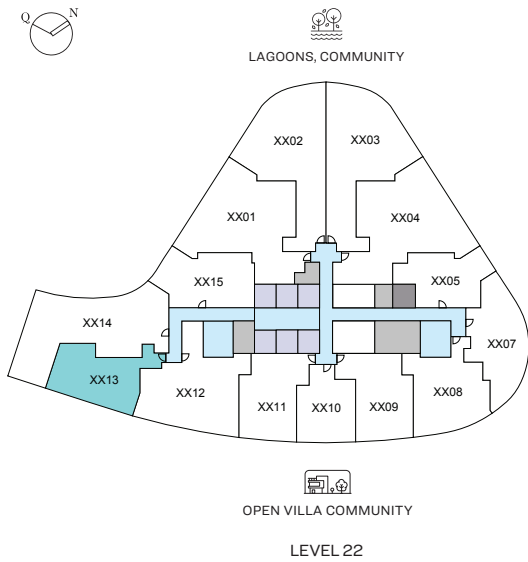 Q N
LAGOONS, COMMUNITY
XX02 XX03
XX01 XX04
XX15 XX05
XX14 XX07
XX13 XX12 XX08
XX11 XX10 XX09
OPEN VILLA COMMUNITY
LEVEL 22